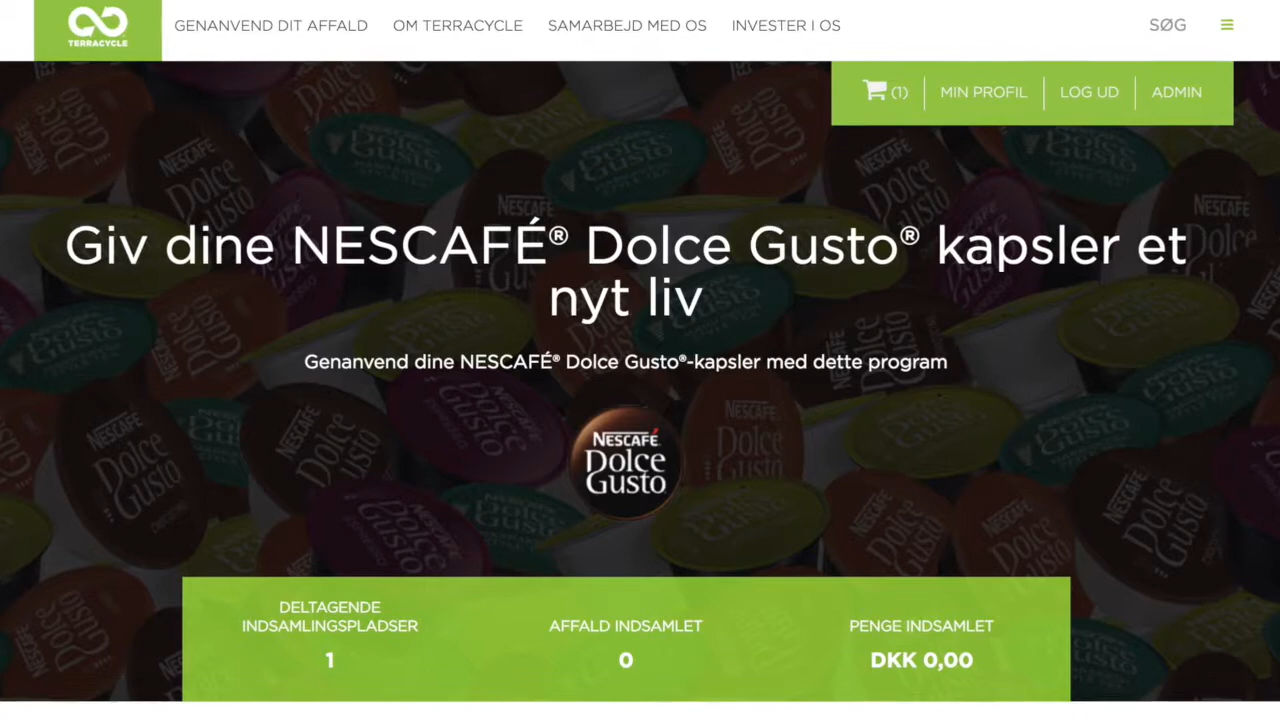 TERRACYCLE
GENANVEND DIT AFFALD
OM TERRACYCLE
SAMARBEJD MED OS
INVESTER I OS
SØG
(1)
MIN PROFIL
LOG UD
ADMIN
Giv dine NESCAFÉ® Dolce Gusto® kapsler et
nyt liv
Genanvend dine NESCAFÉ® Dolce Gusto®-kapsler med dette program
NESCAFÉ
Dolce
Gusto
DELTAGENDE
INDSAMLINGSPLADSER
1
AFFALD INDSAMLET
0
PENGE INDSAMLET
DKK 0,00